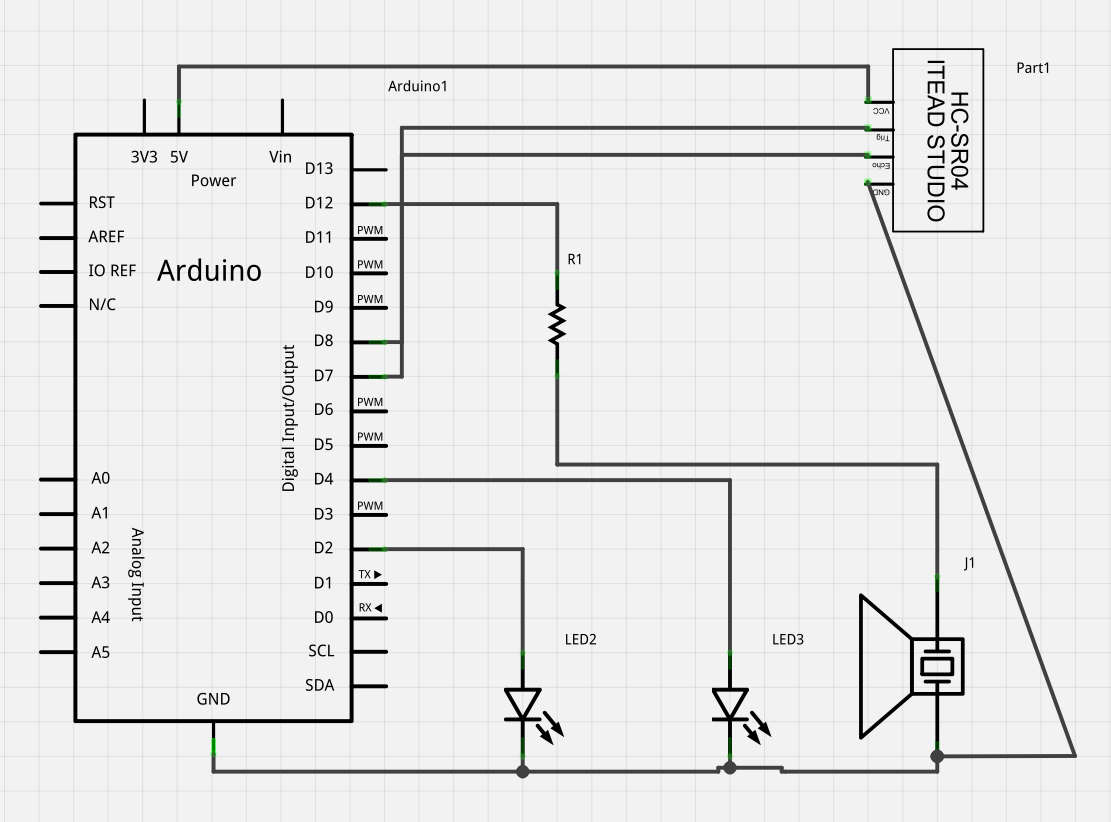 Part1
Arduino1
HC-SR04
ITEAD STUDIO
VCC
Trig
Echo
GND
3V3 5V Vin
Power
D13
RST
D12
AREF
D11 PWM
IO REF
Arduino
D10 PWM
N/C
D9 PWM
D8
D7
D6 PWM
D5 PWM
Digital Input/Output
A0
D4
A1
D3 PWM
A2
D2
Analog Input
A3
D1 TX
A4
D0 RX
A5
SCL
SDA
GND
R1
J1
LED2
LED3